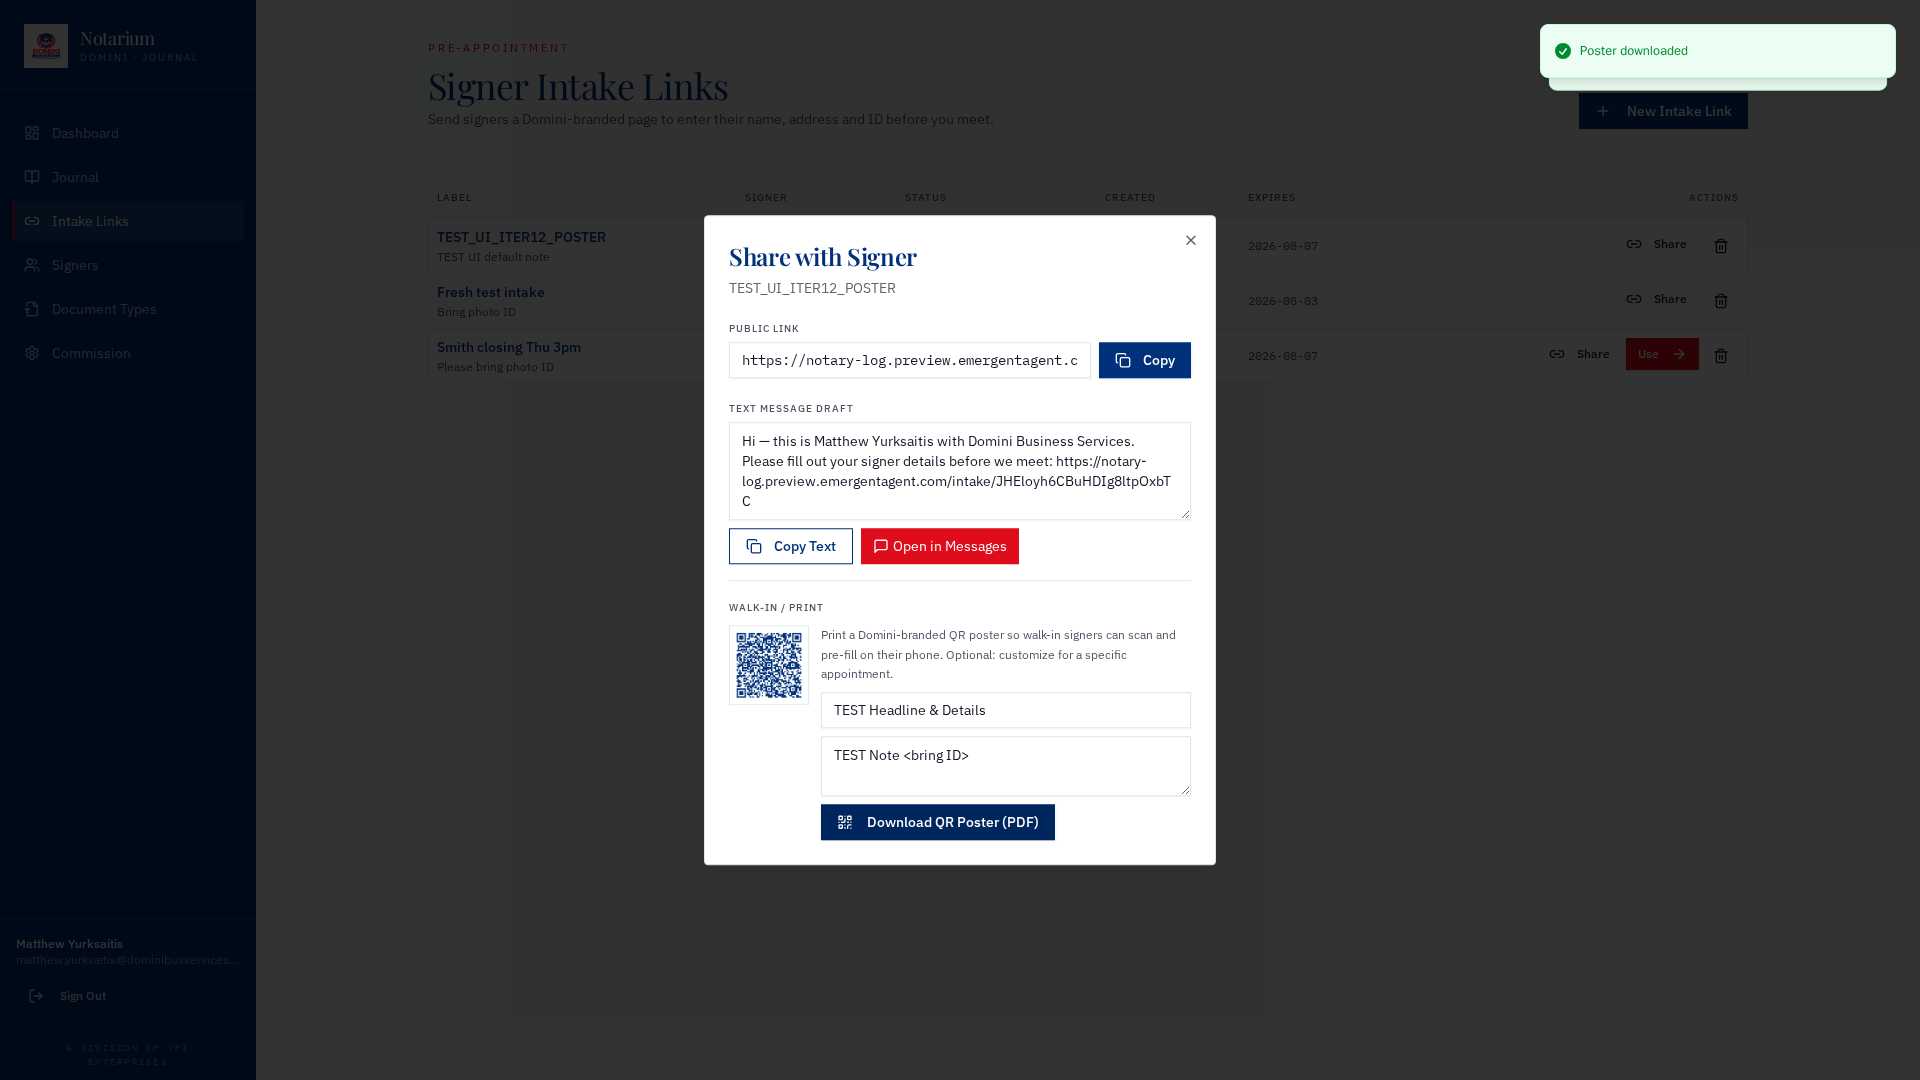 Notarium
DOMINI · JOURNAL
Dashboard
Journal
Intake Links
Signers
Document Types
Commission
Matthew Yurksaitis
Sign Out
A DIVISION OF
ENTERPRISES
PRE-APPOINTMENT
Signer Intake Links
Send signers a Domini-branded page to enter their name, address and ID before you meet.
New Intake Link
Poster downloaded
LABEL SIGNER STATUS CREATED EXPIRES ACTIONS
TEST_UI_ITER12_POSTER
TEST UI default note
2026-08-07 Share
Fresh test intake
Bring photo ID
Share
Smith closing Thu 3pm
Please bring photo ID
2026-08-07 Share Use
Share with Signer
TEST_UI_ITER12_POSTER
PUBLIC LINK
https://notary-log.preview.emergentagent.c
Copy
TEXT MESSAGE DRAFT
Hi — this is Matthew Yurksaitis with Domini Business Services.
Please fill out your signer details before we meet: https://notary-
log.preview.emergentagent.com/intake/JHEloyh6CBuHDIg8ltpOxbT
C
Copy Text
Open in Messages
WALK-IN / PRINT
Print a Domini-branded QR poster so walk-in signers can scan and
pre-fill on their phone. Optional: customize for a specific
appointment.
TEST Headline & Details
TEST Note <bring ID>
Download QR Poster (PDF)